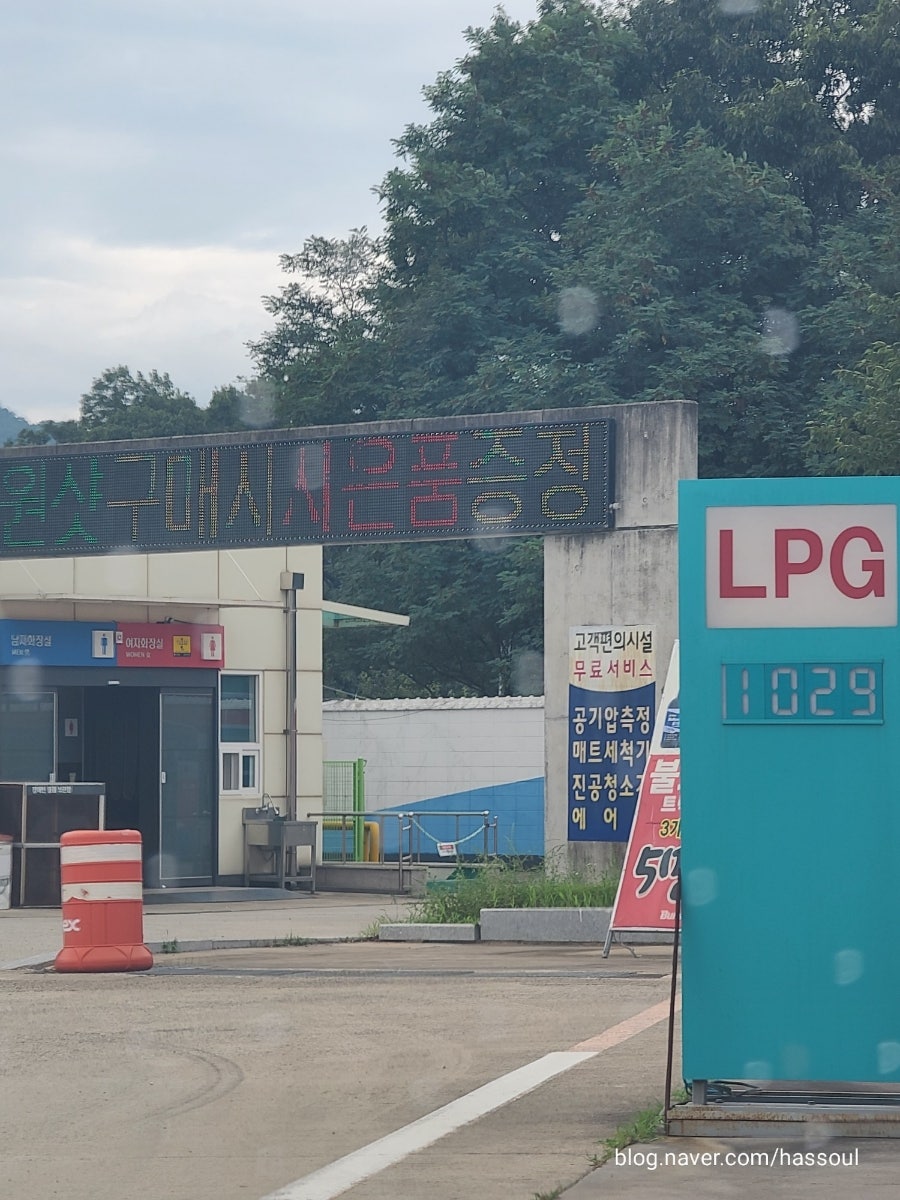 원샷구매시사은품증정
LPG
1029
남자화장실
여자화장실
고객편의시설
무료서비스
공기압측정
매트세척기
진공청소기
에 어
blog.naver.com/hassoul